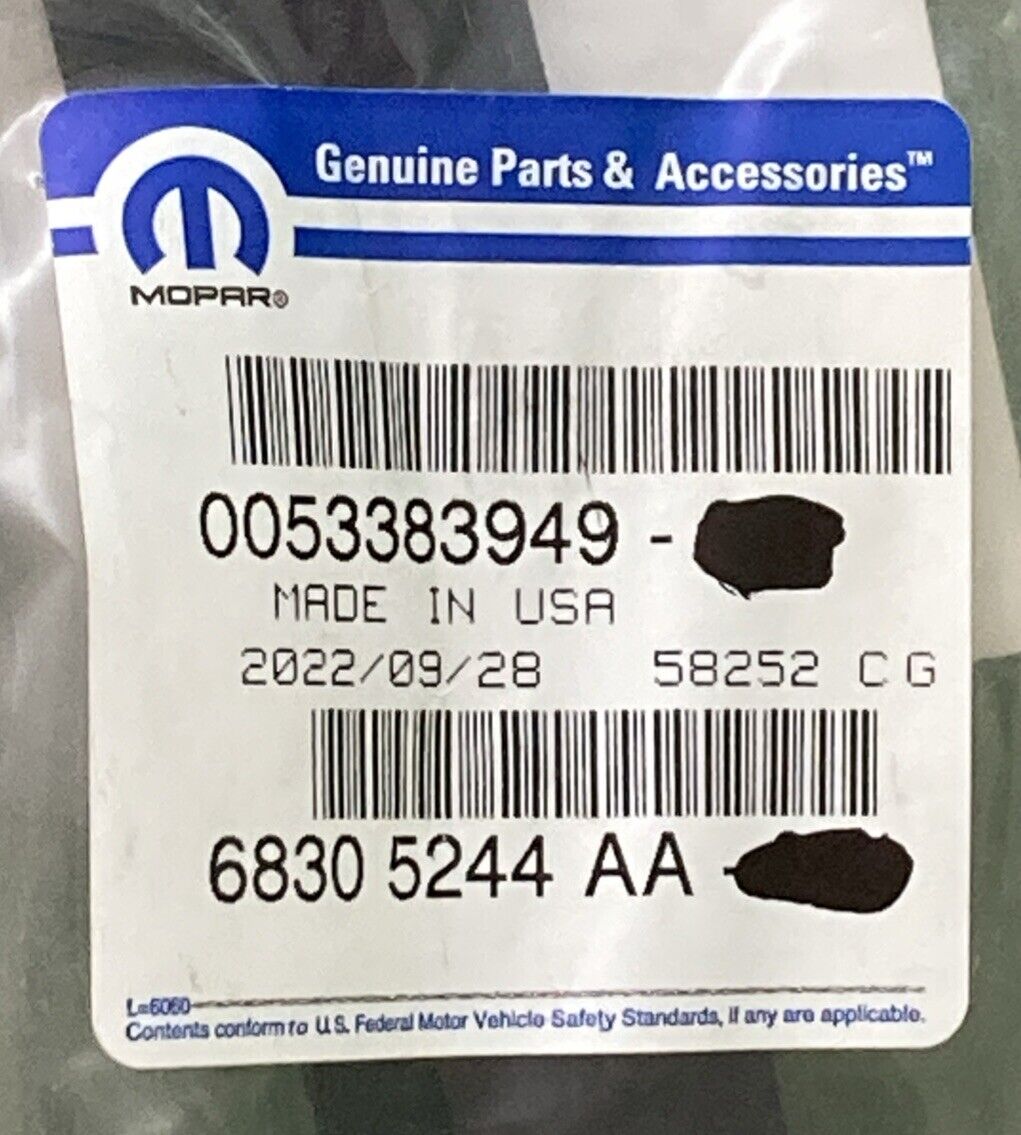 Genuine Parts & Accessories™
MOPAR®
0053383949 -
MADE IN USA
2022/09/28 58252 CG
6830 5244 AA -
L=6060
Contents conform to U.S. Federal Motor Vehicle Safety Standards, if any are applicable.